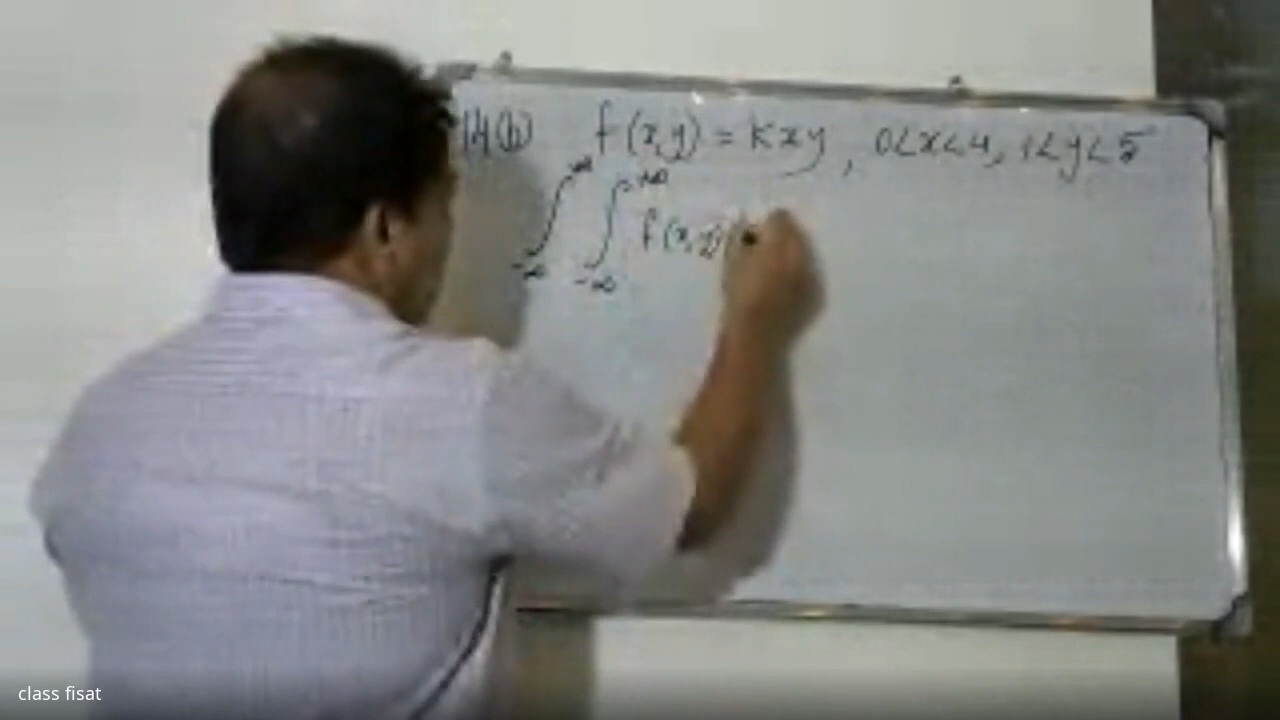 14(b) f(x,y) = Kxy, 0<x<4, 1<y<5
∫_{-∞}^{∞} ∫_{-∞}^{+∞} f(x,y)
class fisat